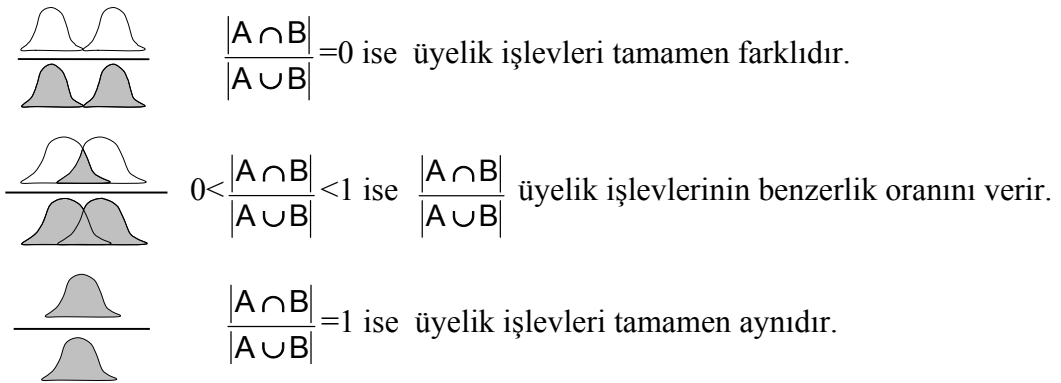 |A ∩ B| / |A ∪ B| =0 ise üyelik işlevleri tamamen farklıdır.
0< |A ∩ B| / |A ∪ B| <1 ise |A ∩ B| / |A ∪ B| üyelik işlevlerinin benzerlik oranını verir.
|A ∩ B| / |A ∪ B| =1 ise üyelik işlevleri tamamen aynıdır.